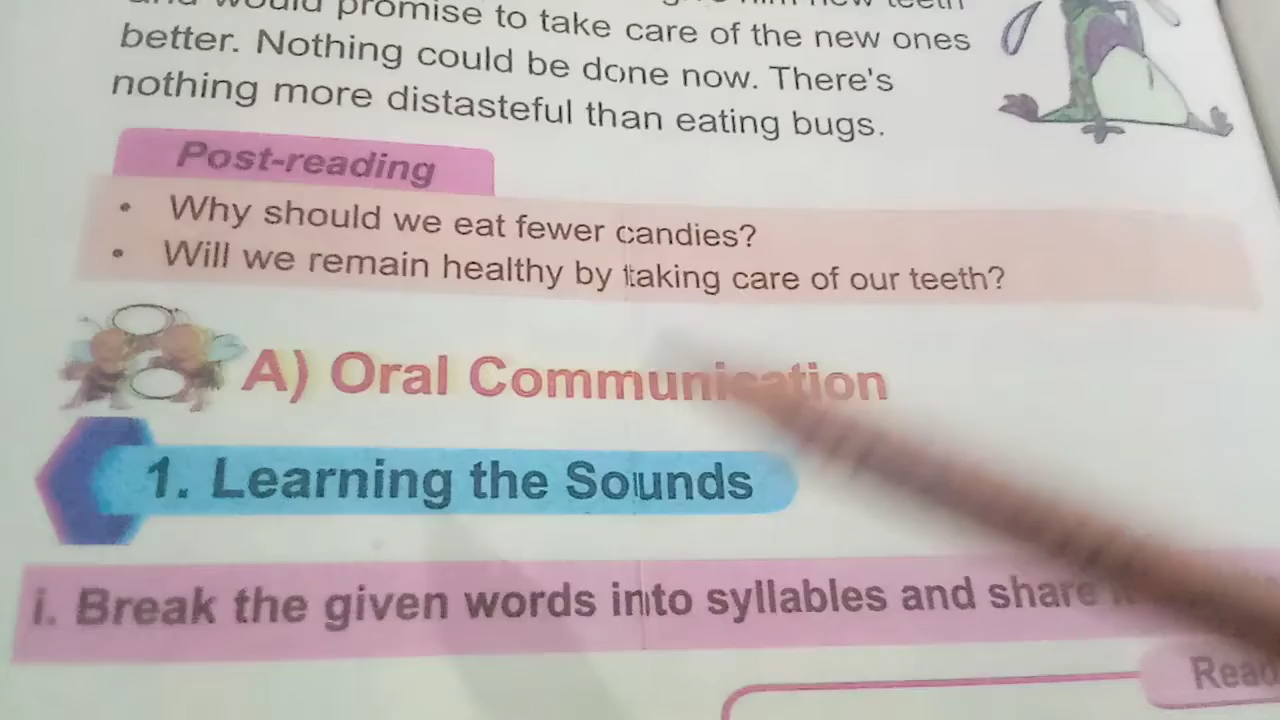 would promise to take care of the new ones
better. Nothing could be done now. There's
nothing more distasteful than eating bugs.
Post-reading
• Why should we eat fewer candies?
• Will we remain healthy by taking care of our teeth?
A) Oral Communication
1. Learning the Sounds
i. Break the given words into syllables and share